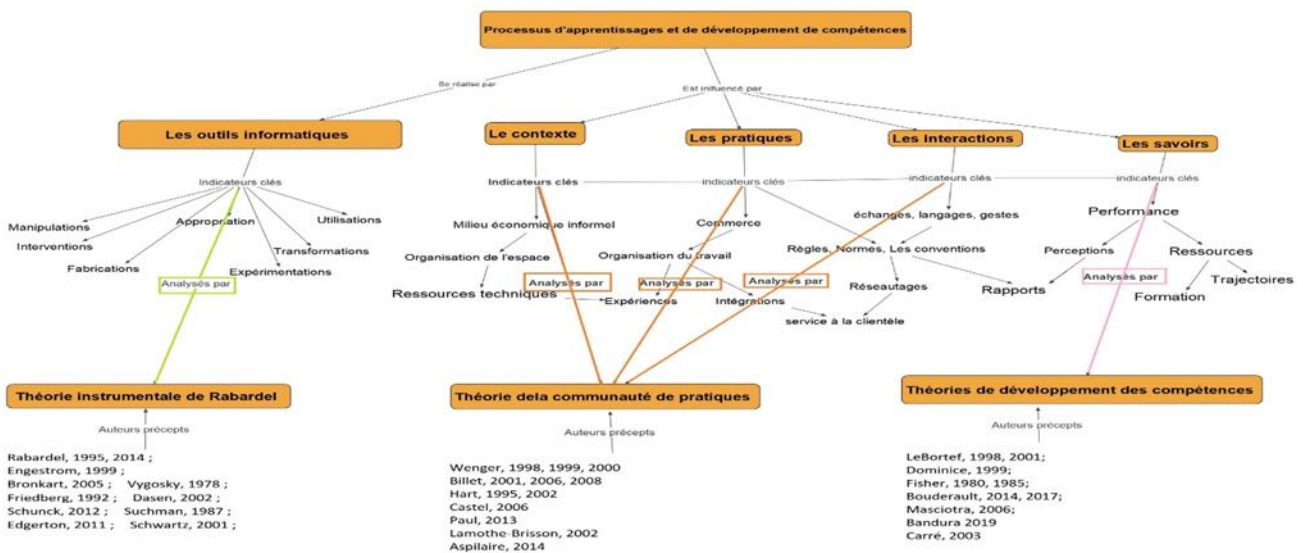 Processus d'apprentissages et de développement de compétences
Se réalise par
Est influencé par
Les outils informatiques
Le contexte
Les pratiques
Les interactions
Les savoirs
Indicateurs clés
Indicateurs clés
indicateurs clés
indicateurs clés
indicateurs clés
Manipulations
Appropriation
Utilisations
Interventions
Transformations
Fabrications
Expérimentations
Analysés par
Milieu économique informel
Commerce
échanges, langages, gestes
Performance
Organisation de l'espace
Organisation du travail
Règles, Normes, Les conventions
Perceptions
Ressources
Analysés par
Analysés par
Analysés par
Analysés par
Ressources techniques
Expériences
Intégrations
Réseautages
Rapports
Formation
Trajectoires
service à la clientèle
Théorie instrumentale de Rabardel
Théorie dela communauté de pratiques
Théories de développement des compétences
Auteurs précepts
Auteurs précepts
Auteurs précepts
Rabardel, 1995, 2014 ;
Engestrom, 1999 ;
Bronkart, 2005 ; Vygosky, 1978 ;
Friedberg, 1992 ; Dasen, 2002 ;
Schunck, 2012 ; Suchman, 1987 ;
Edgerton, 2011 ; Schwartz, 2001 ;
Wenger, 1998, 1999, 2000
Billet, 2001, 2006, 2008
Hart, 1995, 2002
Castel, 2006
Paul, 2013
Lamothe-Brisson, 2002
Aspilaire, 2014
LeBortef, 1998, 2001;
Dominice, 1999;
Fisher, 1980, 1985;
Bouderault, 2014, 2017;
Masciotra, 2006;
Bandura 2019
Carré, 2003